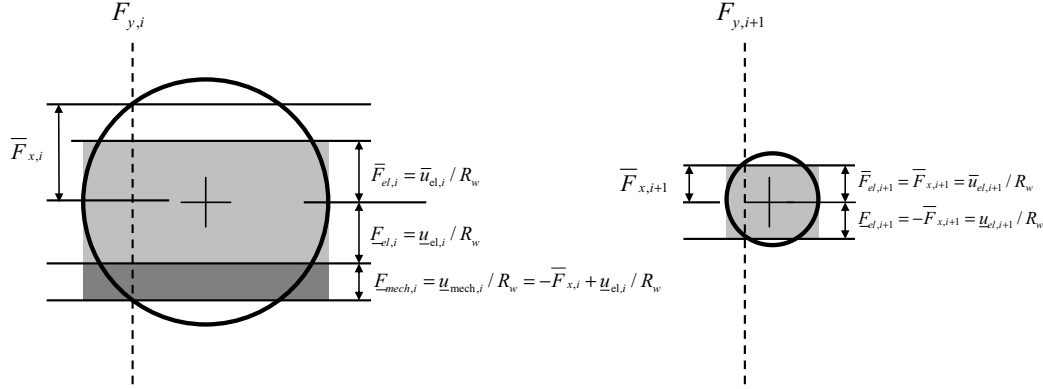 F_{y,i}
F_{y,i+1}
\overline{F}_{x,i}
\overline{F}_{el,i} = \overline{u}_{el,i} / R_w
\underline{F}_{el,i} = \underline{u}_{el,i} / R_w
\underline{F}_{mech,i} = \underline{u}_{mech,i} / R_w = -\overline{F}_{x,i} + \underline{u}_{el,i} / R_w
\overline{F}_{x,i+1}
\overline{F}_{el,i+1} = \overline{F}_{x,i+1} = \overline{u}_{el,i+1} / R_w
\underline{F}_{el,i+1} = -\overline{F}_{x,i+1} = \underline{u}_{el,i+1} / R_w